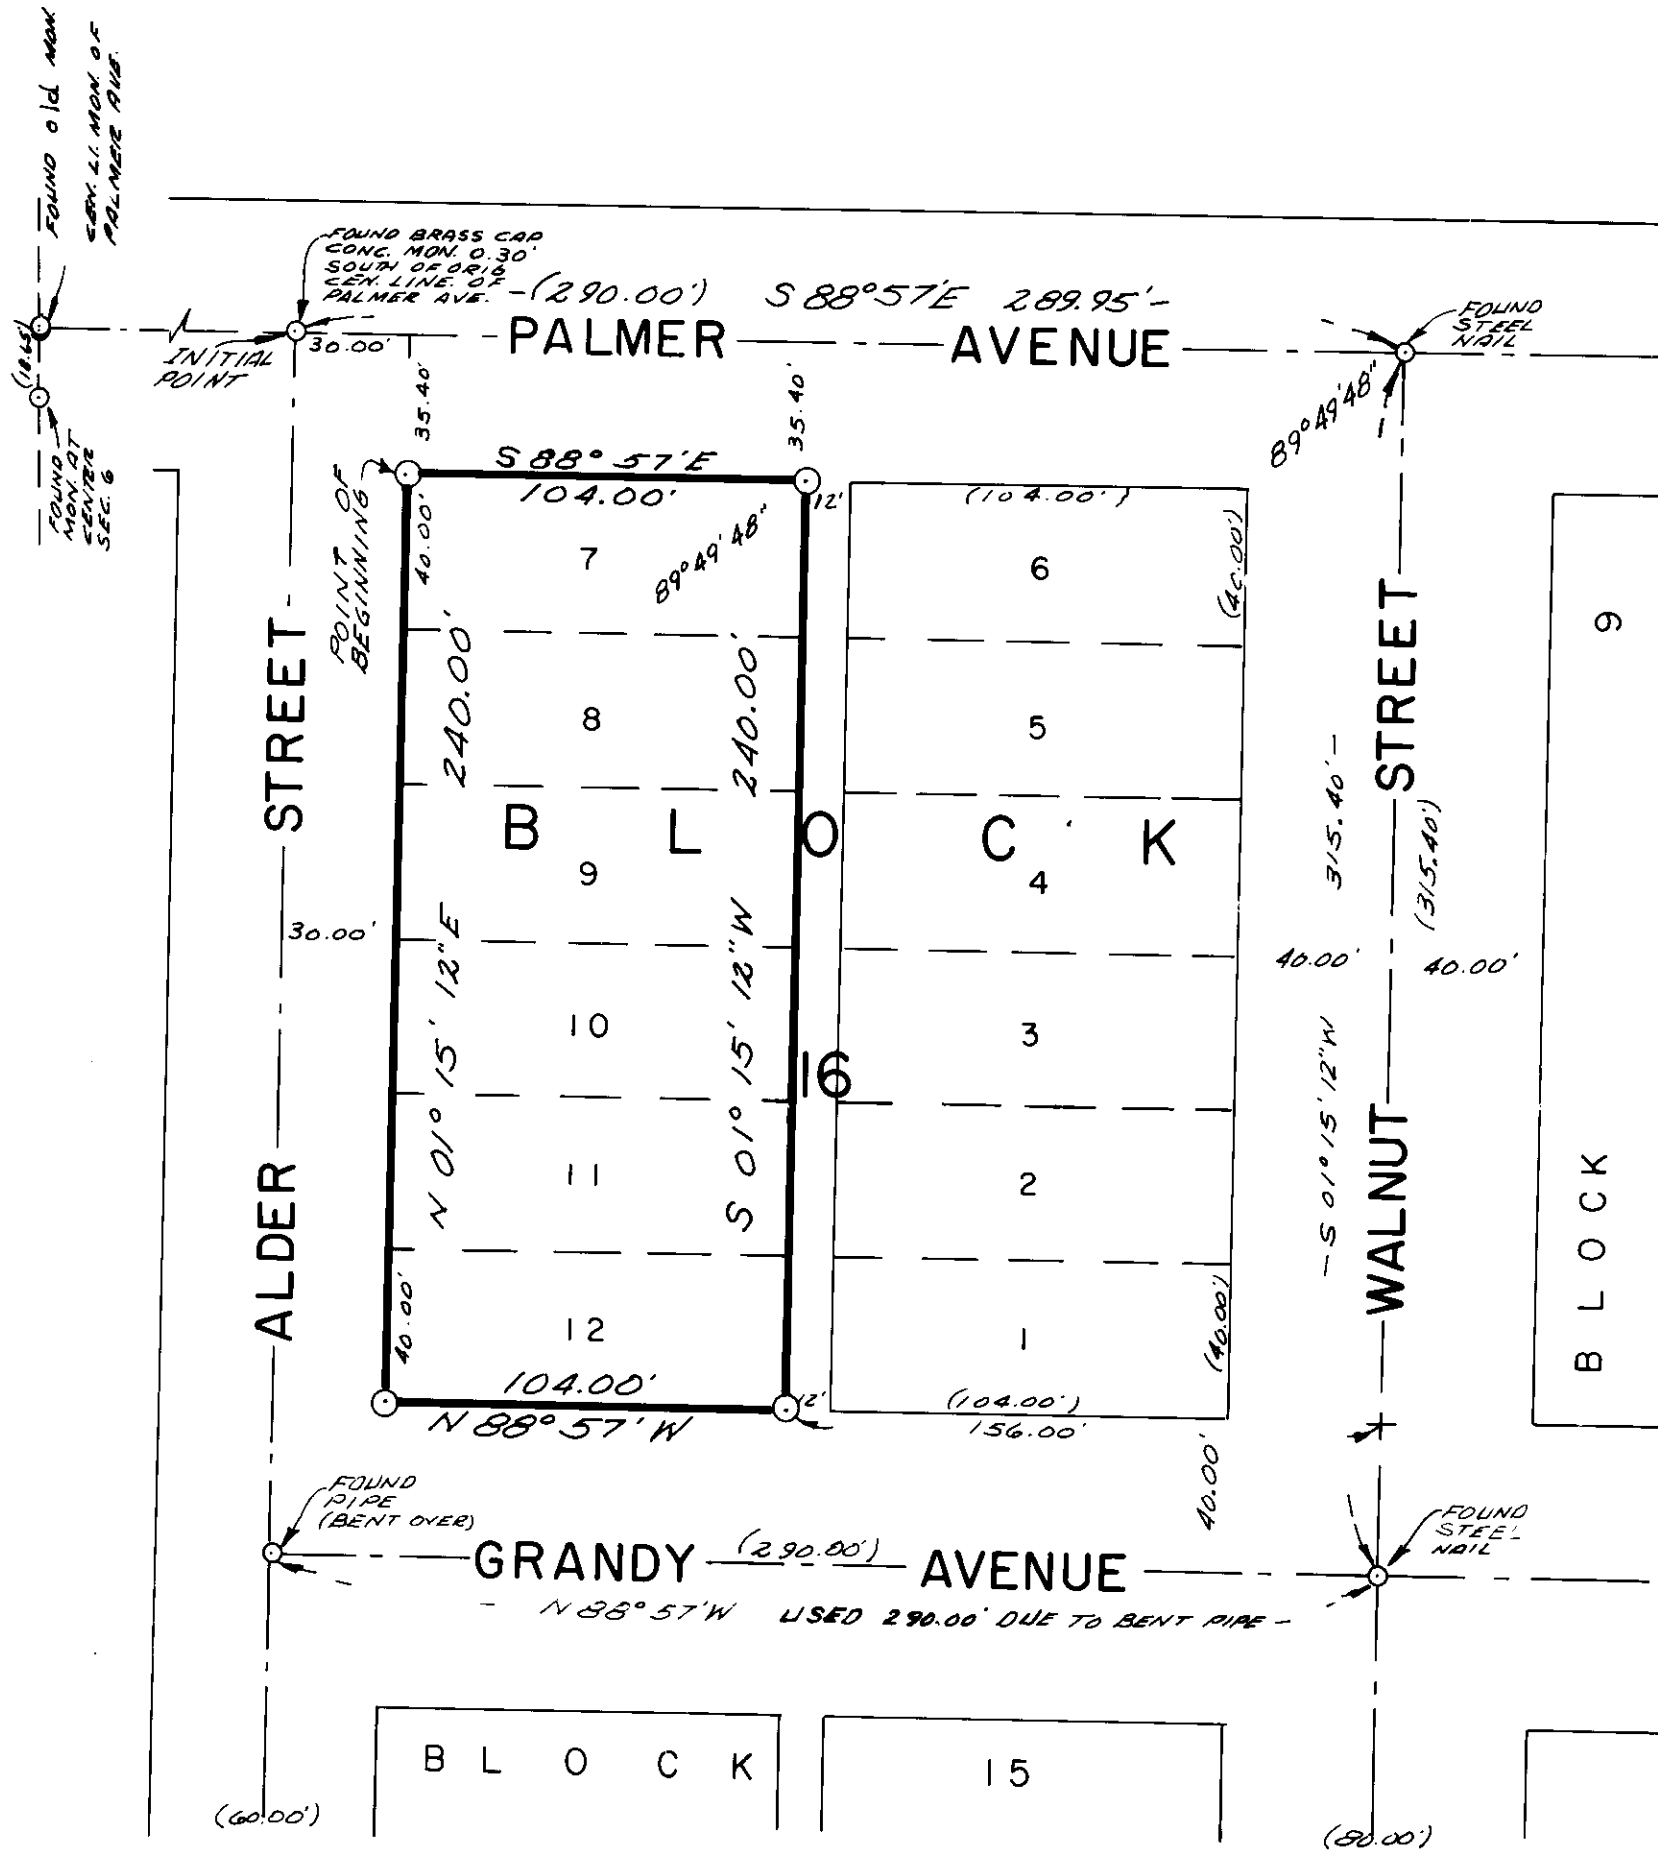 FOUND old MON.
CEN. LI. MON. OF
PALMER AVE.
(18.65')
FOUND
MON. AT
CENTER
SEC. 6
FOUND BRASS CAP
CONC. MON. 0.30'
SOUTH OF ORIG
CEN. LINE. OF
PALMER AVE.
-(290.00') S 88°57'E 289.95'-
INITIAL
POINT
30.00'
PALMER AVENUE
FOUND
STEEL
NAIL
35.40'
35.40'
89°49'48"
POINT OF
BEGINNING
S 88° 57'E
104.00'
12'
(104.00')
40.00'
(40.00')
89°49'48"
7
6
8
5
9
4
10
3
11
2
12
1
240.00'
240.00'
N 01° 15' 12"E
S 01° 15' 12"W
BLOCK
16
ALDER STREET
30.00'
WALNUT STREET
315.40'-
(315.40')
40.00'
40.00'
-S 01° 15' 12"W
9
BLOCK
40.00'
(40.00')
104.00'
N 88° 57' W
12'
(104.00')
156.00'
40.00'
FOUND
PIPE
(BENT OVER)
FOUND
STEEL
NAIL
GRANDY (290.00') AVENUE
- N 88° 57'W USED 290.00' DUE TO BENT PIPE -
BLOCK 15
(60.00')
(80.00')